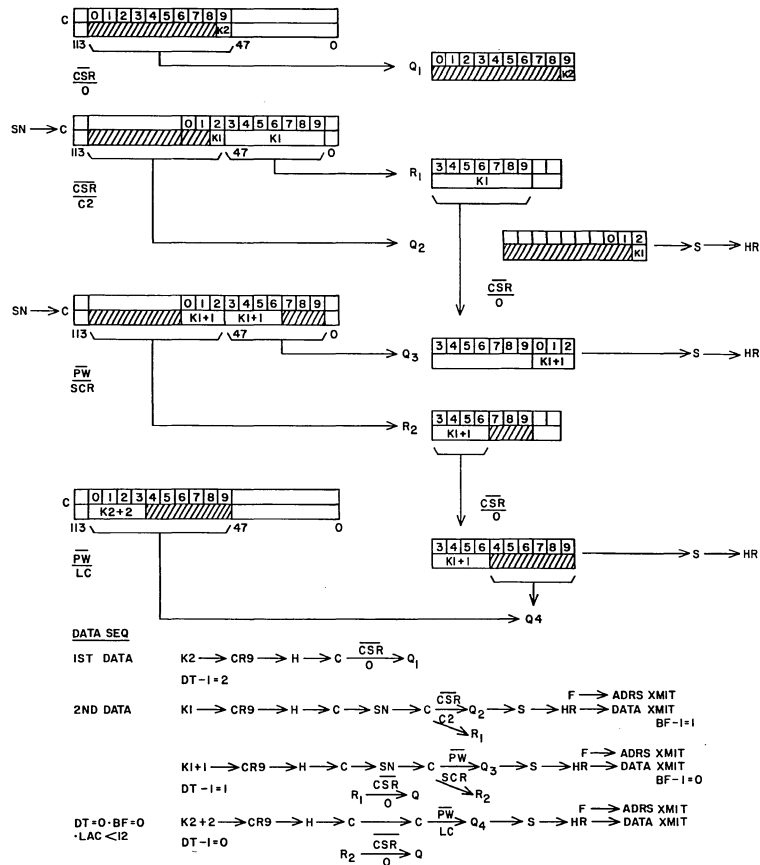 C 0 1 2 3 4 5 6 7 8 9
K2
113 47 0
CSR
0
Q1 0 1 2 3 4 5 6 7 8 9
K2
SN → C 0 1 2 3 4 5 6 7 8 9
K1 K1
113 47 0
CSR
C2
R1 3 4 5 6 7 8 9
K1
Q2 0 1 2 → S → HR
K1
CSR
0
SN → C 0 1 2 3 4 5 6 7 8 9
K1+1 K1+1
113 47 0
PW
SCR
Q3 3 4 5 6 7 8 9 0 1 2 → S → HR
K1+1
R2 3 4 5 6 7 8 9
K1+1
CSR
0
C 0 1 2 3 4 5 6 7 8 9
K2+2
113 47 0
PW
LC
3 4 5 6 4 5 6 7 8 9 → S → HR
K1+1
Q4
DATA SEQ
1ST DATA K2 → CR9 → H → C CSR/0 → Q1
DT-1=2
F → ADRS XMIT
2ND DATA K1 → CR9 → H → C → SN → C CSR/C2 → Q2 → S → HR → DATA XMIT
R1 BF-1=1
F → ADRS XMIT
K1+1 → CR9 → H → C → SN → C PW/SCR → Q3 → S → HR → DATA XMIT
DT-1=1 R1 CSR/0 → Q R2 BF-1=0
F → ADRS XMIT
DT=0·BF=0 K2+2 → CR9 → H → C → C PW/LC → Q4 → S → HR → DATA XMIT
·LAC<12 DT-1=0
R2 CSR/0 → Q